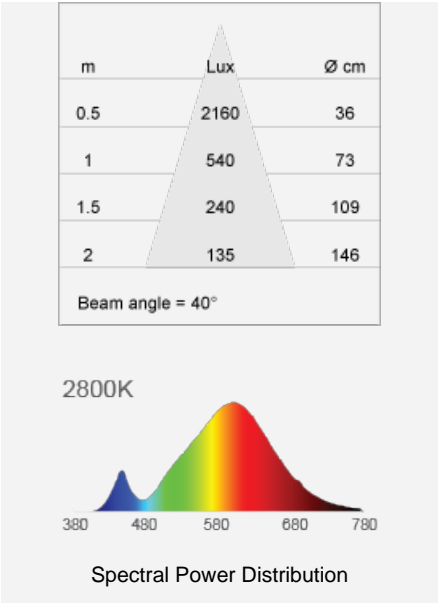 m Lux Ø cm
0.5 2160 36
1 540 73
1.5 240 109
2 135 146
Beam angle = 40°
2800K
380 480 580 680 780
Spectral Power Distribution